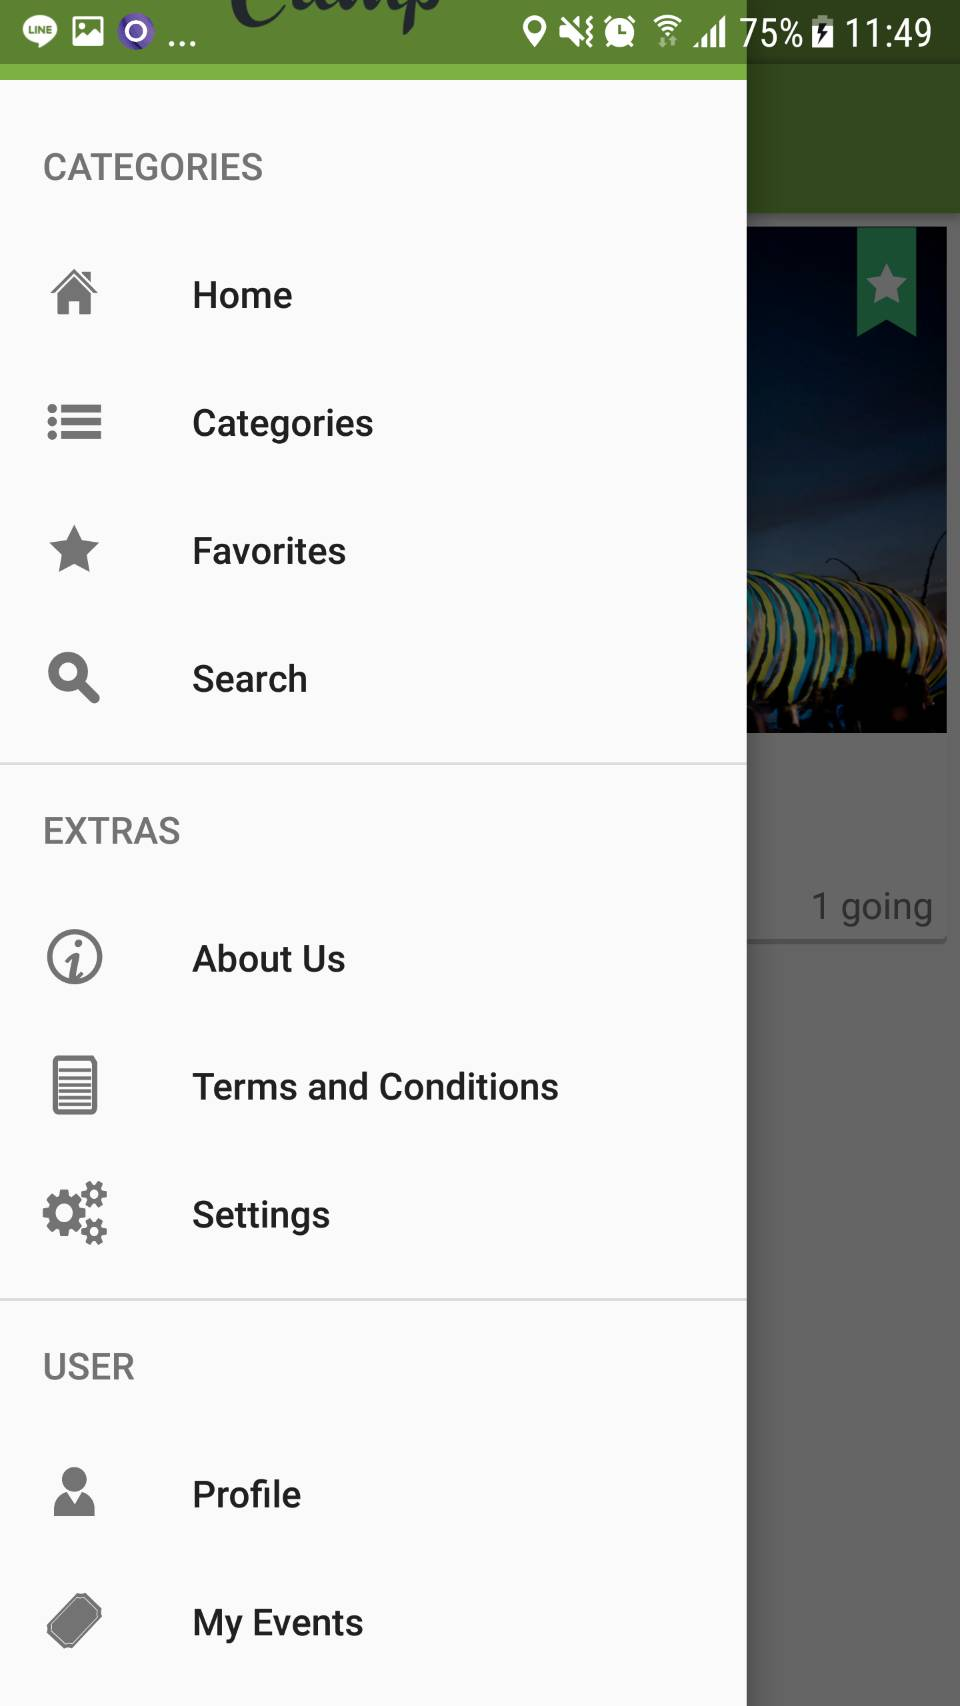 LINE
...
75% 11:49
CATEGORIES
Home
Categories
Favorites
Search
1 going
EXTRAS
About Us
Terms and Conditions
Settings
USER
Profile
My Events